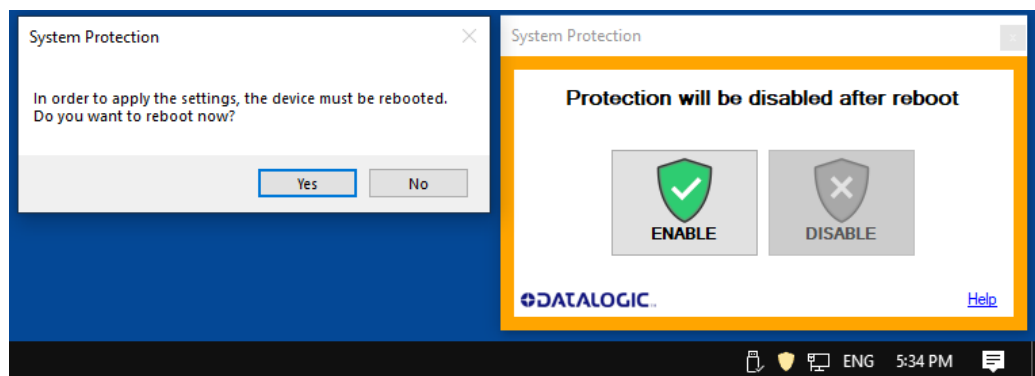 System Protection
In order to apply the settings, the device must be rebooted.
Do you want to reboot now?
Yes
No
System Protection
Protection will be disabled after reboot
ENABLE
DISABLE
DATALOGIC™
Help
ENG
5:34 PM